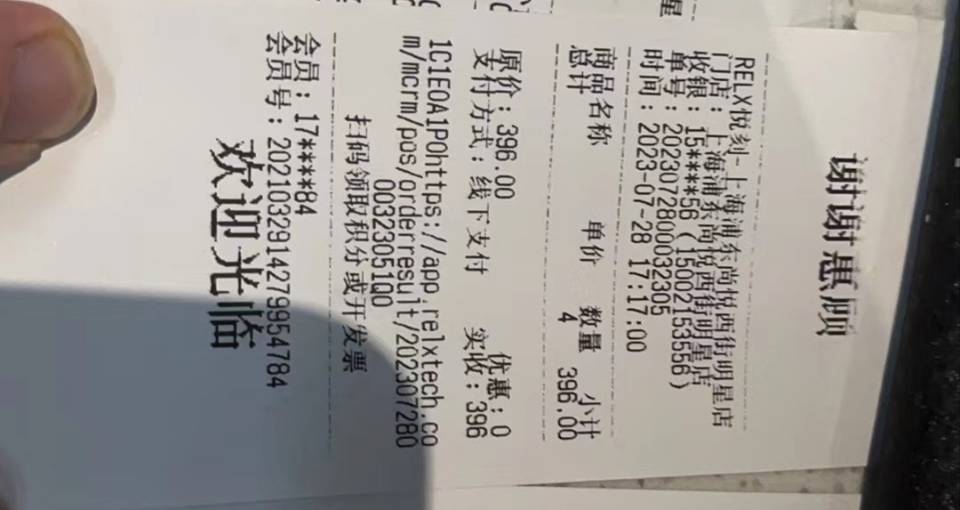 谢谢惠顾
RELX悦刻-上海浦东尚悦西街明星店
门店：上海浦东尚悦西街明星店
收银：15****56(15002153556)
单号：20230728000032305
时间：2023-07-28 17:17:00
商品名称 单价 数量 小计
总计 4 396.00
原价：396.00 优惠：0
支付方式：线下支付 实收：396
1C1E0A1P0https://app.relxtech.co
m/mcrm/pos/orderresult/202307280
00323051Q0
扫码领取积分或开发票
会员：17****84
会员号：20210329142799547​84
欢迎光临